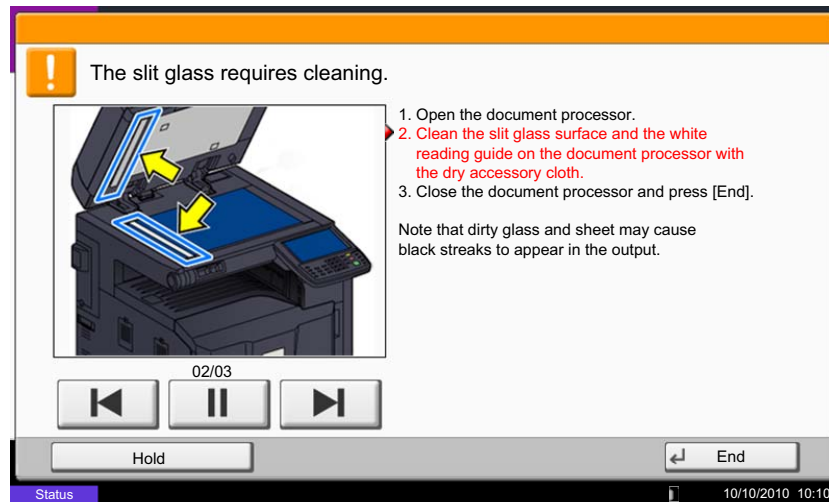 The slit glass requires cleaning.
1. Open the document processor.
2. Clean the slit glass surface and the white
reading guide on the document processor with
the dry accessory cloth.
3. Close the document processor and press [End].
Note that dirty glass and sheet may cause
black streaks to appear in the output.
02/03
Hold
End
Status
10/10/2010 10:10